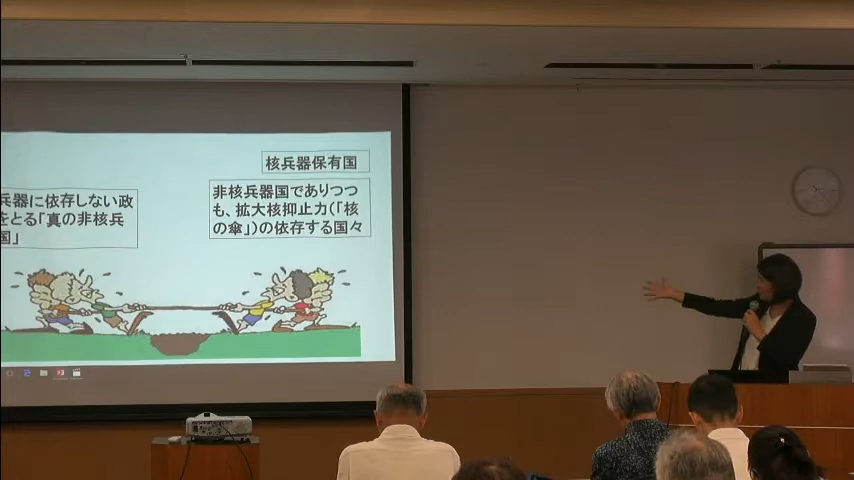 核兵器保有国
兵器に依存しない政
をとる「真の非核兵
国」
非核兵器国でありつつ
も、拡大核抑止力(「核
の傘」)の依存する国々